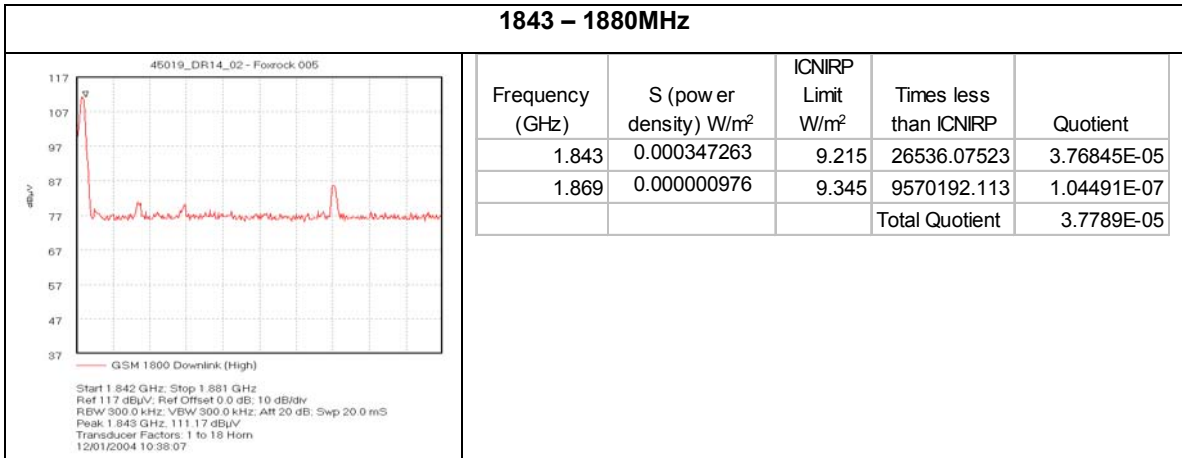 1843 – 1880MHz
45019_DR14_02 - Foxrock 005
117
107
97
87
77
67
57
47
37
dBµV
GSM 1800 Downlink (High)
Start 1.842 GHz; Stop 1.881 GHz
Ref 117 dBµV; Ref Offset 0.0 dB; 10 dB/div
RBW 300.0 kHz; VBW 300.0 kHz; Att 20 dB; Swp 20.0 mS
Peak 1.843 GHz, 111.17 dBµV
Transducer Factors: 1 to 18 Horn
12/01/2004 10:38:07
Frequency (GHz) S (power density) W/m² ICNIRP Limit W/m² Times less than ICNIRP Quotient
1.843 0.000347263 9.215 26536.07523 3.76845E-05
1.869 0.000000976 9.345 9570192.113 1.04491E-07
Total Quotient 3.7789E-05